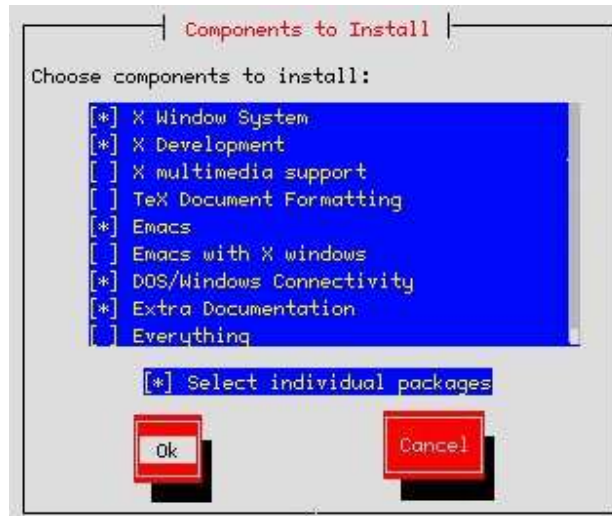 Components to Install
Choose components to install:
[*] X Window System
[*] X Development
[ ] X multimedia support
[ ] TeX Document Formatting
[*] Emacs
[ ] Emacs with X windows
[*] DOS/Windows Connectivity
[*] Extra Documentation
[ ] Everything
[*] Select individual packages
Ok Cancel